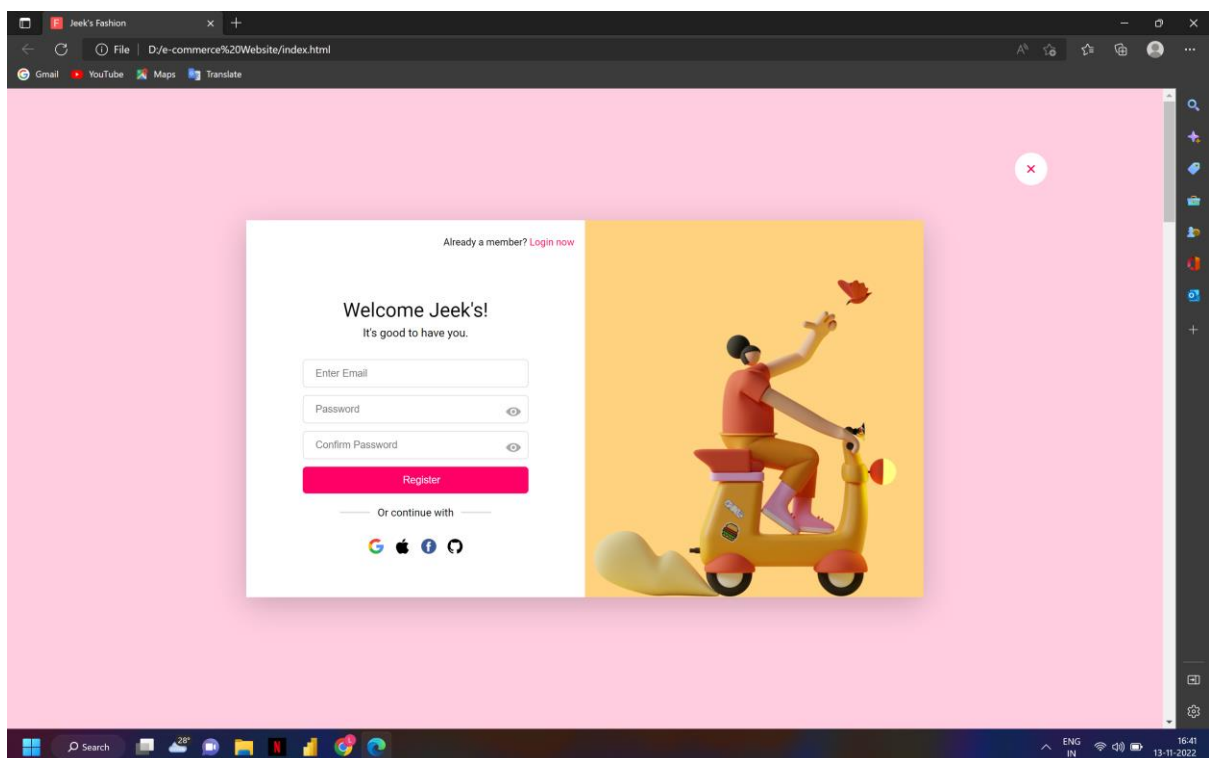 F Jeek's Fashion
File D:/e-commerce%20Website/index.html
Gmail YouTube Maps Translate
Already a member? Login now
Welcome Jeek's!
It's good to have you.
Enter Email
Password
Confirm Password
Register
Or continue with
Search 28° N ENG 16:41
IN 13-11-2022